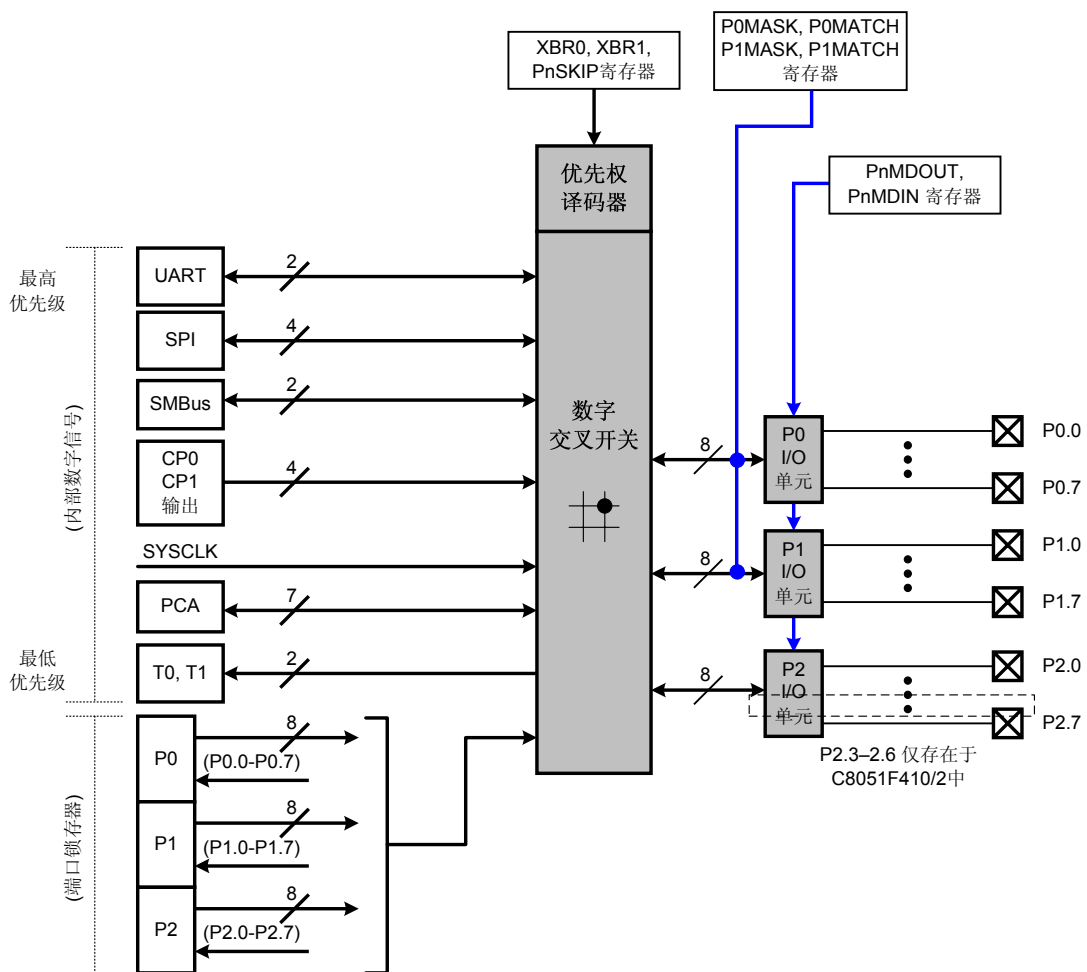 XBR0, XBR1,
PnSKIP寄存器
P0MASK, P0MATCH
P1MASK, P1MATCH
寄存器
PnMDOUT,
PnMDIN 寄存器
优先权
译码器
数字
交叉开关
最高
优先级
(内部数字信号)
最低
优先级
(端口锁存器)
UART
2
SPI
4
SMBus
2
CP0
CP1
输出
4
SYSCLK
PCA
7
T0, T1
2
P0
8
(P0.0-P0.7)
P1
8
(P1.0-P1.7)
P2
8
(P2.0-P2.7)
8
P0
I/O
单元
P0.0
P0.7
8
P1
I/O
单元
P1.0
P1.7
8
P2
I/O
单元
P2.0
P2.7
P2.3–2.6 仅存在于
C8051F410/2中